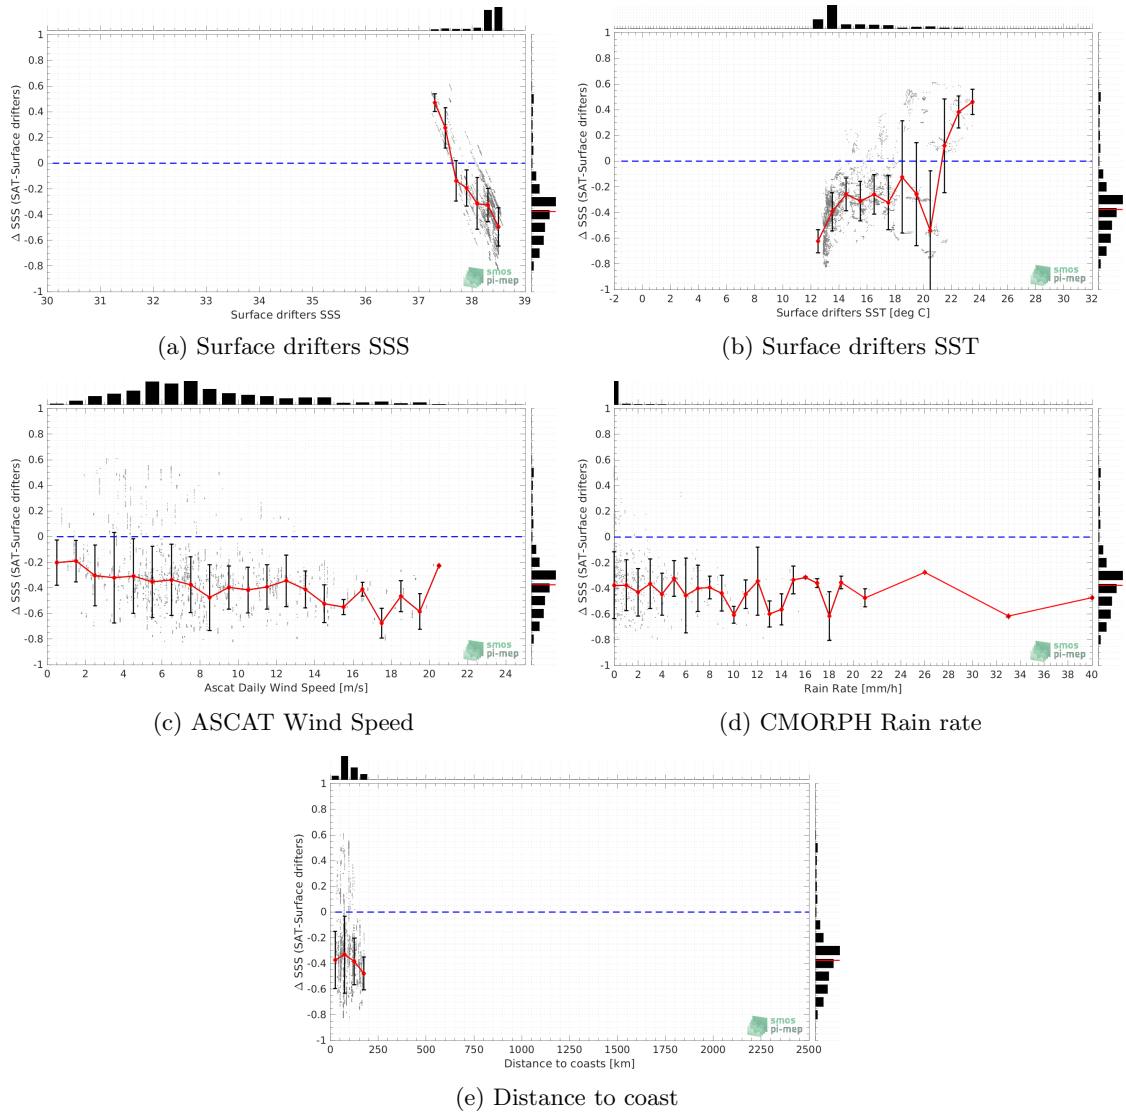 1
0.8
0.6
0.4
0.2
0
-0.2
-0.4
-0.6
-0.8
-1
Δ SSS (SAT-Surface drifters)
30 31 32 33 34 35 36 37 38 39
Surface drifters SSS
smos
pi-mep
(a) Surface drifters SSS
1
0.8
0.6
0.4
0.2
0
-0.2
-0.4
-0.6
-0.8
-1
Δ SSS (SAT-Surface drifters)
-2 0 2 4 6 8 10 12 14 16 18 20 22 24 26 28 30 32
Surface drifters SST [deg C]
smos
pi-mep
(b) Surface drifters SST
1
0.8
0.6
0.4
0.2
0
-0.2
-0.4
-0.6
-0.8
-1
Δ SSS (SAT-Surface drifters)
0 2 4 6 8 10 12 14 16 18 20 22 24
Ascat Daily Wind Speed [m/s]
smos
pi-mep
(c) ASCAT Wind Speed
1
0.8
0.6
0.4
0.2
0
-0.2
-0.4
-0.6
-0.8
-1
Δ SSS (SAT-Surface drifters)
0 2 4 6 8 10 12 14 16 18 20 22 24 26 28 30 32 34 36 38 40
Rain Rate [mm/h]
smos
pi-mep
(d) CMORPH Rain rate
1
0.8
0.6
0.4
0.2
0
-0.2
-0.4
-0.6
-0.8
-1
Δ SSS (SAT-Surface drifters)
0 250 500 750 1000 1250 1500 1750 2000 2250 2500
Distance to coasts [km]
smos
pi-mep
(e) Distance to coast